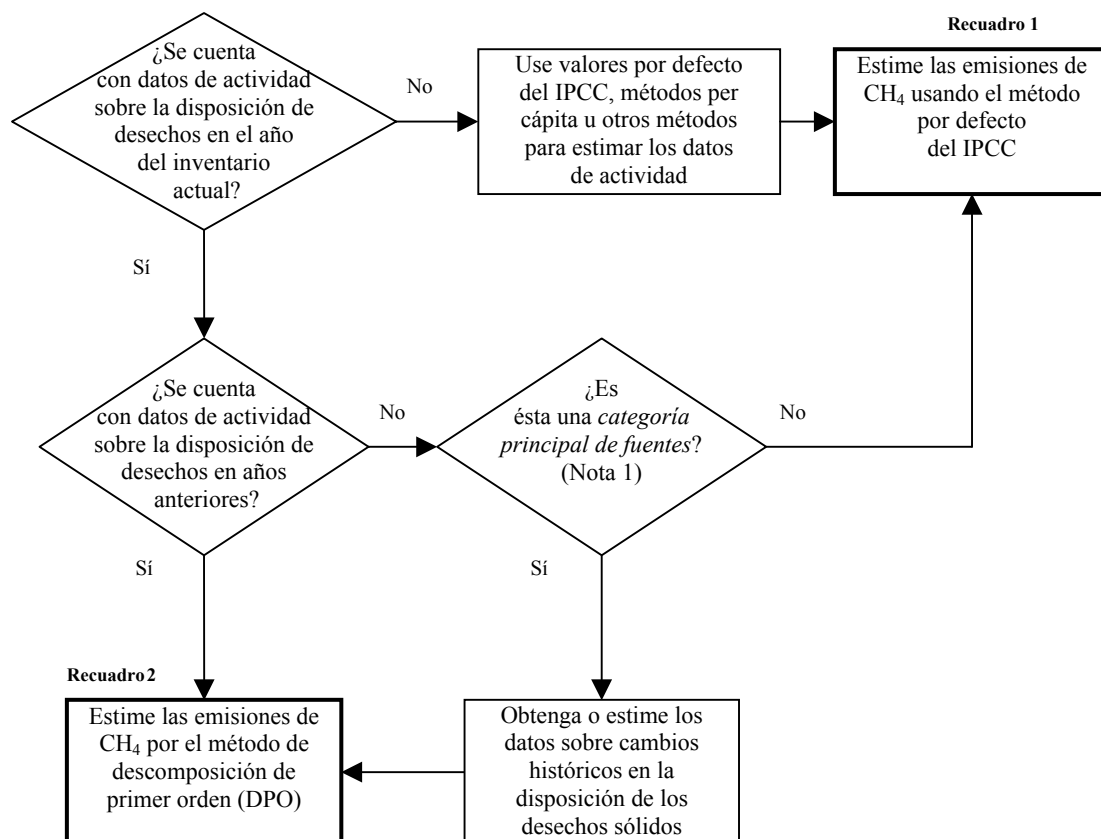 Recuadro 1
¿Se cuenta
con datos de actividad
sobre la disposición de
desechos en el año
del inventario
actual?
No
Use valores por defecto
del IPCC, métodos per
cápita u otros métodos
para estimar los datos
de actividad
Estime las emisiones de
CH₄ usando el método
por defecto
del IPCC
Sí
¿Se cuenta
con datos de actividad
sobre la disposición de
desechos en años
anteriores?
No
¿Es
ésta una categoría
principal de fuentes?
(Nota 1)
No
Sí
Sí
Recuadro 2
Estime las emisiones de
CH₄ por el método de
descomposición de
primer orden (DPO)
Obtenga o estime los
datos sobre cambios
históricos en la
disposición de los
desechos sólidos